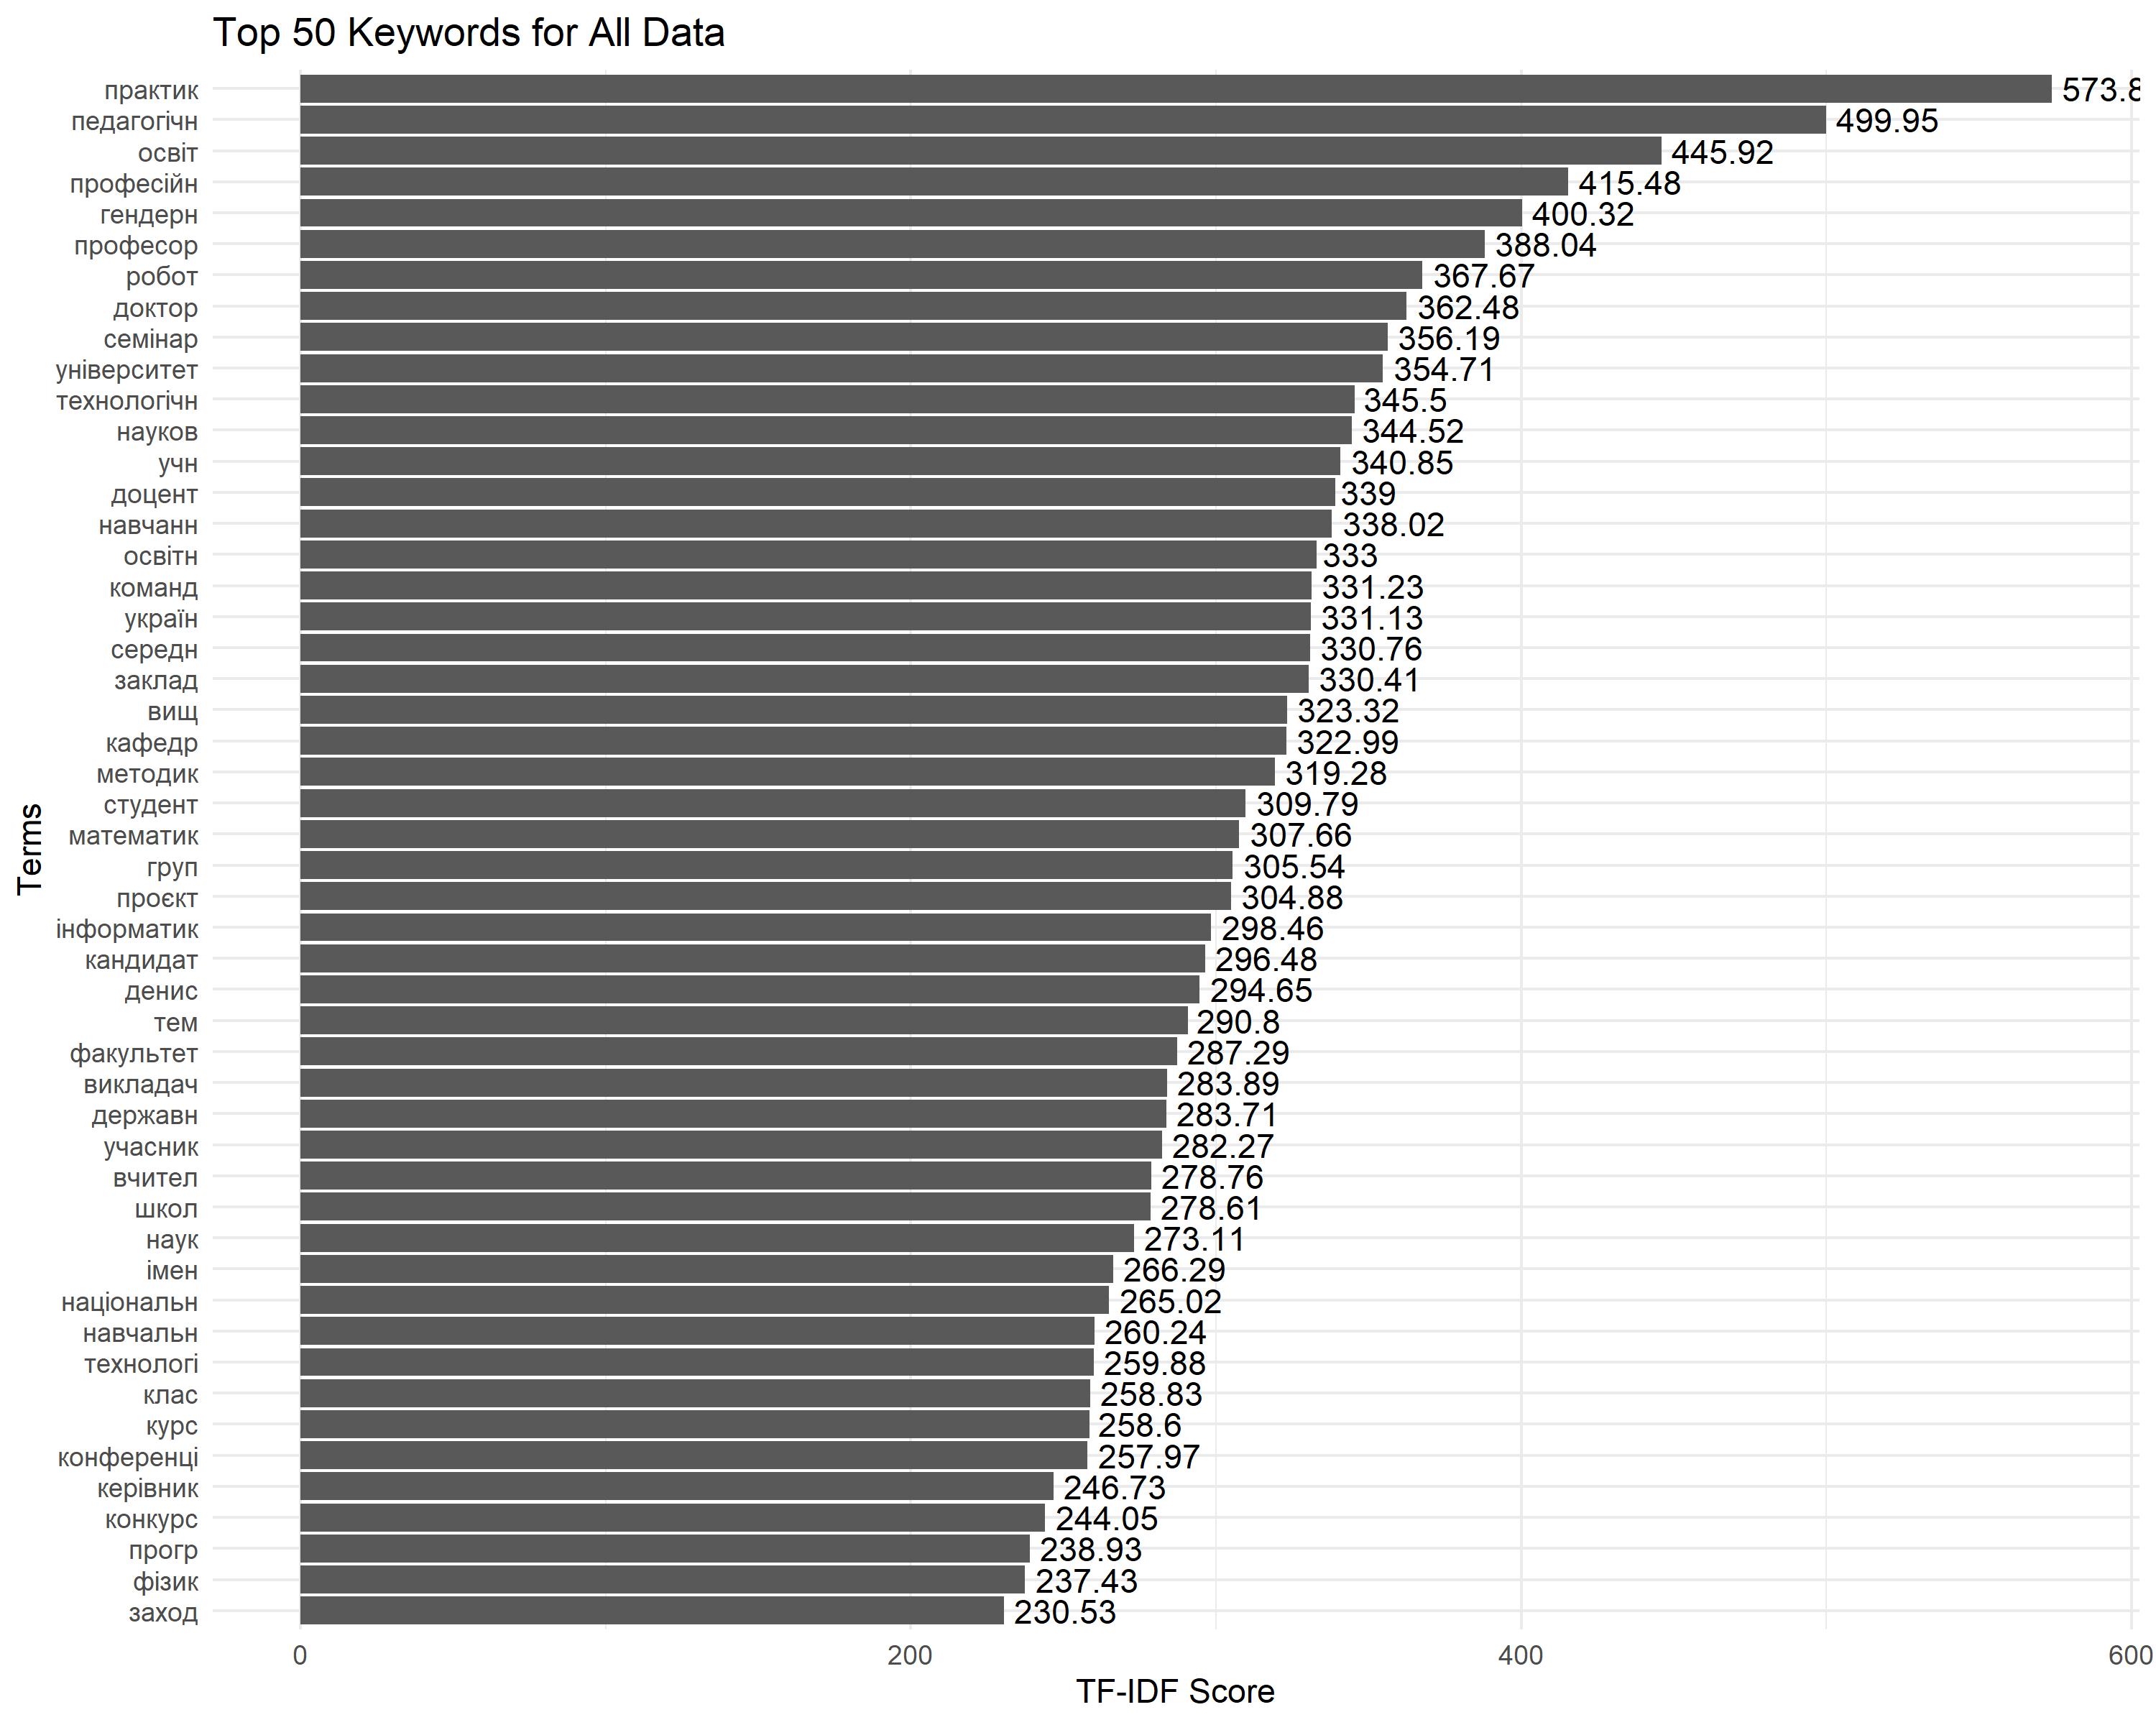 Top 50 Keywords for All Data
практик 573.8
педагогічн 499.95
освіт 445.92
професійн 415.48
гендерн 400.32
професор 388.04
робот 367.67
доктор 362.48
семінар 356.19
університет 354.71
технологічн 345.5
науков 344.52
учн 340.85
доцент 339
навчанн 338.02
освітн 333
команд 331.23
україн 331.13
середн 330.76
заклад 330.41
вищ 323.32
кафедр 322.99
методик 319.28
студент 309.79
математик 307.66
груп 305.54
проєкт 304.88
інформатик 298.46
кандидат 296.48
денис 294.65
тем 290.8
факультет 287.29
викладач 283.89
державн 283.71
учасник 282.27
вчител 278.76
школ 278.61
наук 273.11
імен 266.29
національн 265.02
навчальн 260.24
технологі 259.88
клас 258.83
курс 258.6
конференці 257.97
керівник 246.73
конкурс 244.05
прогр 238.93
фізик 237.43
заход 230.53
0 200 400 600
TF-IDF Score
Terms